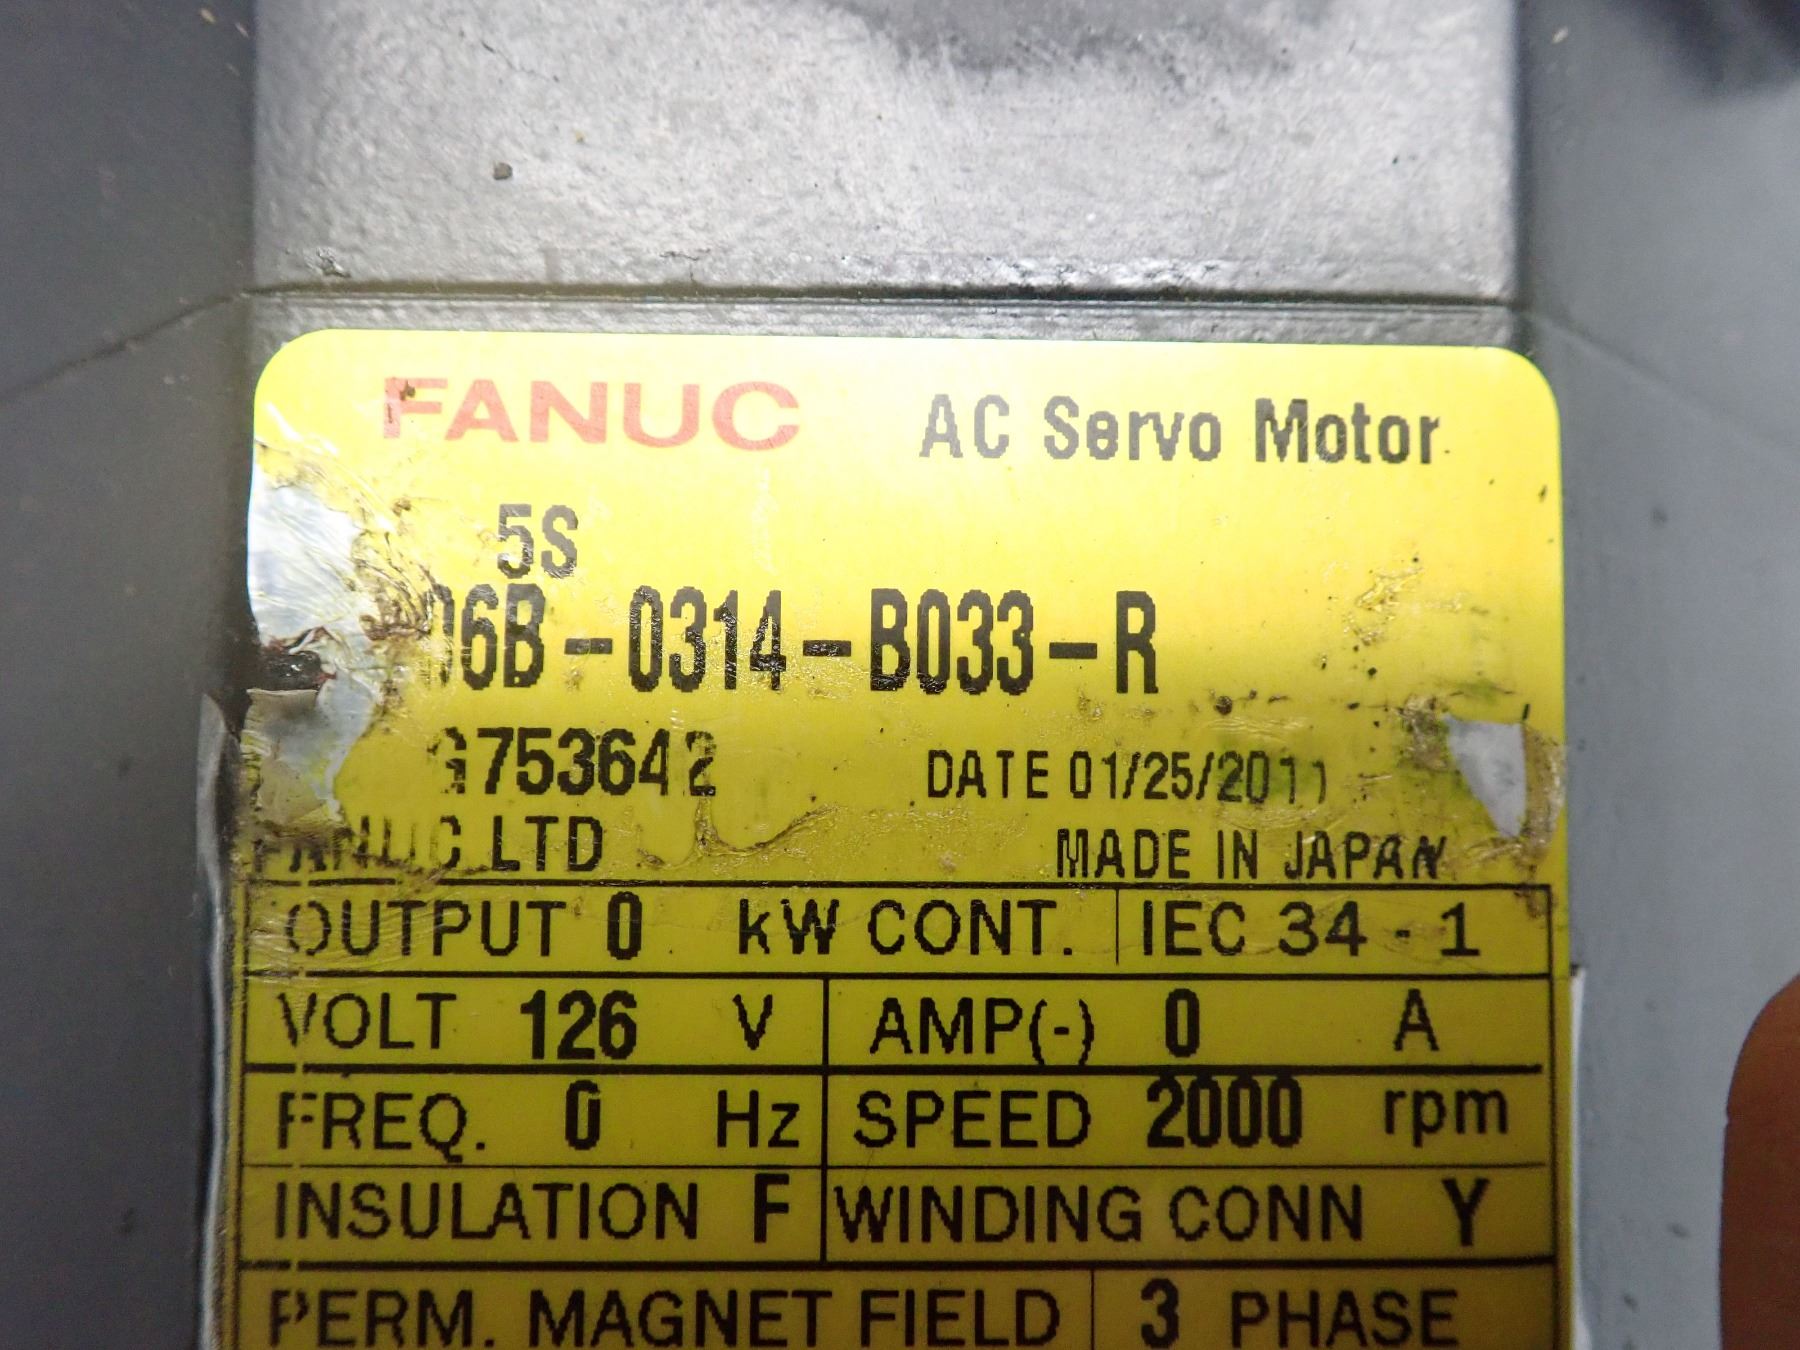 FANUC AC Servo Motor
5S
06B-0314-B033-R
G753642 DATE 01/25/2011
FANUC LTD MADE IN JAPAN
OUTPUT 0 kW CONT. IEC 34-1
VOLT 126 V AMP(~) 0 A
FREQ. 0 Hz SPEED 2000 rpm
INSULATION F WINDING CONN Y
PERM. MAGNET FIELD 3 PHASE